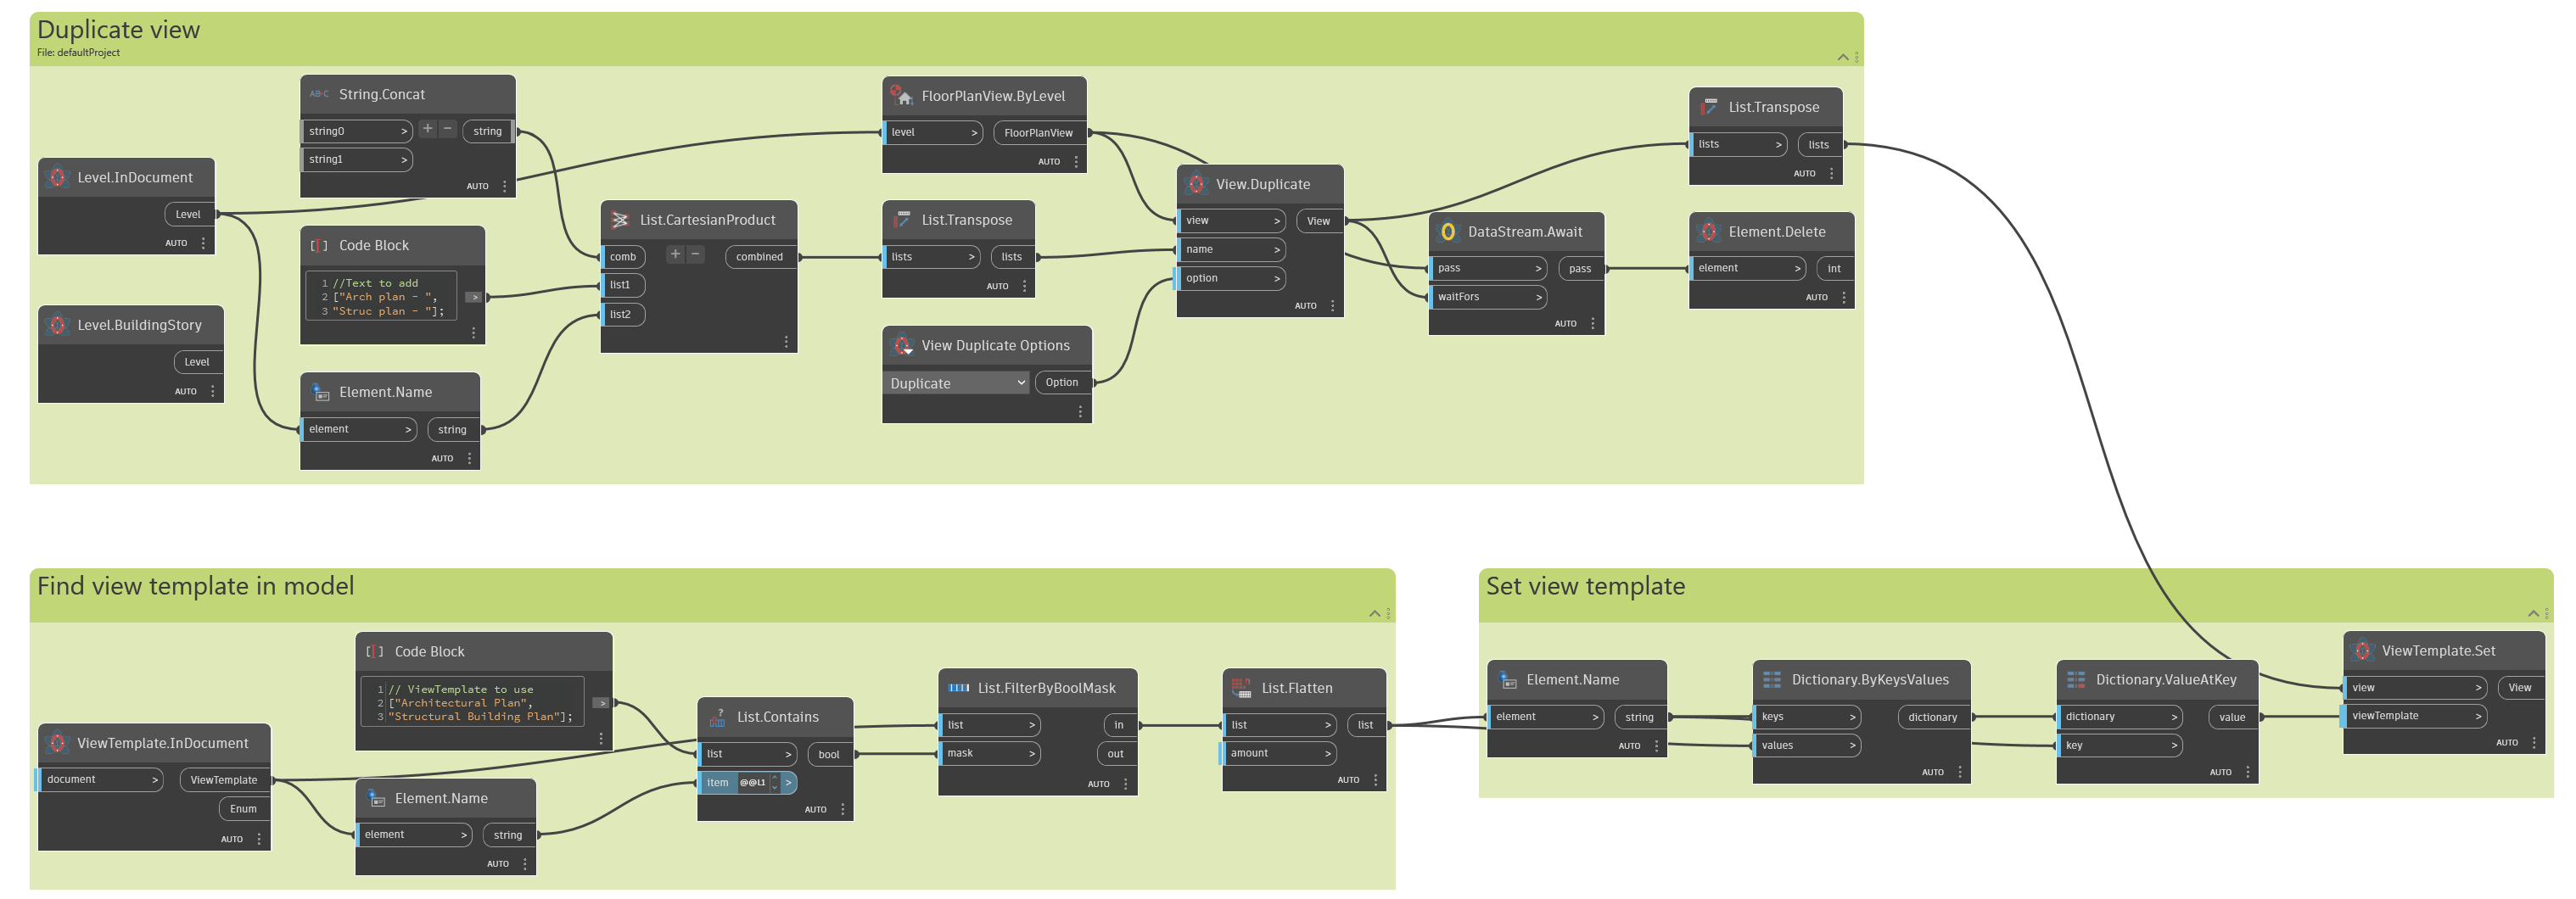 Duplicate view
File: defaultProject
Level.InDocument
Level
AUTO
Level.BuildingStory
Level
AUTO
AB-C String.Concat
string0 > + - string
string1 >
AUTO
[ ] Code Block
1 //Text to add
2 ["Arch plan - ", >
3 "Struc plan - "];
Element.Name
element > string
AUTO
List.CartesianProduct
comb + - combined
list1
list2
FloorPlanView.ByLevel
level > FloorPlanView
AUTO
List.Transpose
lists > lists
AUTO
View Duplicate Options
Duplicate Option
View.Duplicate
view > View
name >
option >
AUTO
DataStream.Await
pass > pass
waitFors >
AUTO
List.Transpose
lists > lists
AUTO
Element.Delete
element > int
AUTO
Find view template in model
ViewTemplate.InDocument
document > ViewTemplate
Enum
AUTO
[ ] Code Block
1 // ViewTemplate to use
2 ["Architectural Plan", >
3 "Structural Building Plan"];
Element.Name
element > string
AUTO
? List.Contains
list > bool
item @@L1 >
AUTO
List.FilterByBoolMask
list > in
mask > out
AUTO
List.Flatten
list > list
amount >
AUTO
Set view template
Element.Name
element > string
AUTO
Dictionary.ByKeysValues
keys > dictionary
values >
AUTO
Dictionary.ValueAtKey
dictionary > value
key >
AUTO
ViewTemplate.Set
view > View
viewTemplate >
AUTO